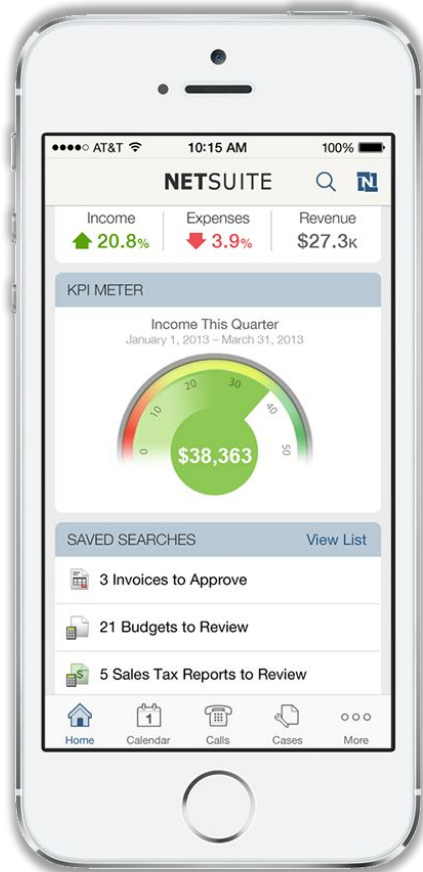 ●●●●○ AT&T 10:15 AM 100%
NETSUITE N
Income Expenses Revenue
20.8% 3.9% $27.3K
KPI METER
Income This Quarter
January 1, 2013 – March 31, 2013
0 10 20 30 40 50
$38,363
SAVED SEARCHES View List
3 Invoices to Approve
21 Budgets to Review
$ 5 Sales Tax Reports to Review
1
Home Calendar Calls Cases More